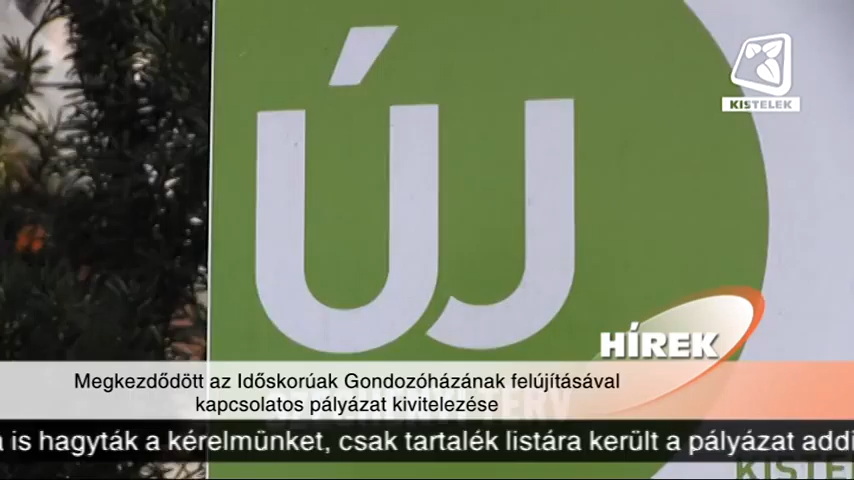 KISTELEK
ÚJ
HÍREK
Megkezdődött az Időskorúak Gondozóházának felújításával
kapcsolatos pályázat kivitelezése
a is hagyták a kérelmünket, csak tartalék listára került a pályázat addi
KISTE